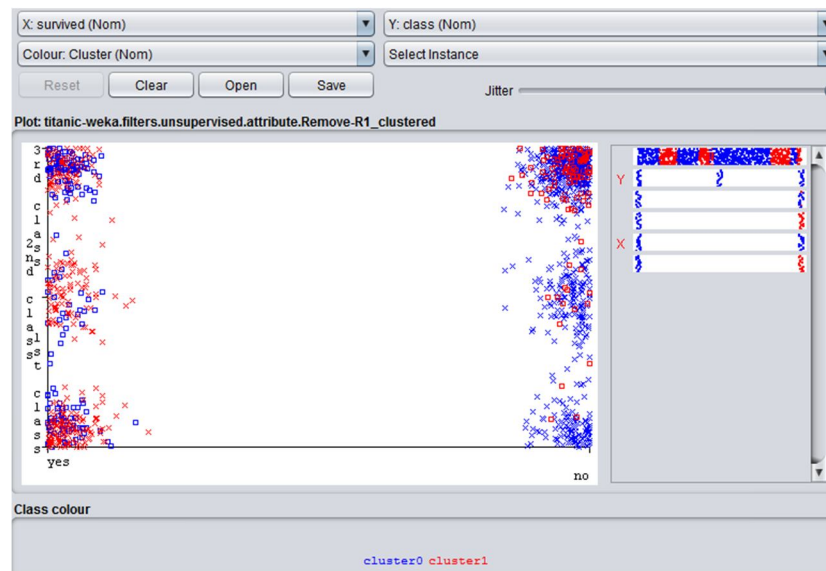 X: survived (Nom)
Y: class (Nom)
Colour: Cluster (Nom)
Select Instance
Reset Clear Open Save Jitter
Plot: titanic-weka.filters.unsupervised.attribute.Remove-R1_clustered
3rd class
2nd class
1st class
yes
no
Y
X
Class colour
cluster0 cluster1